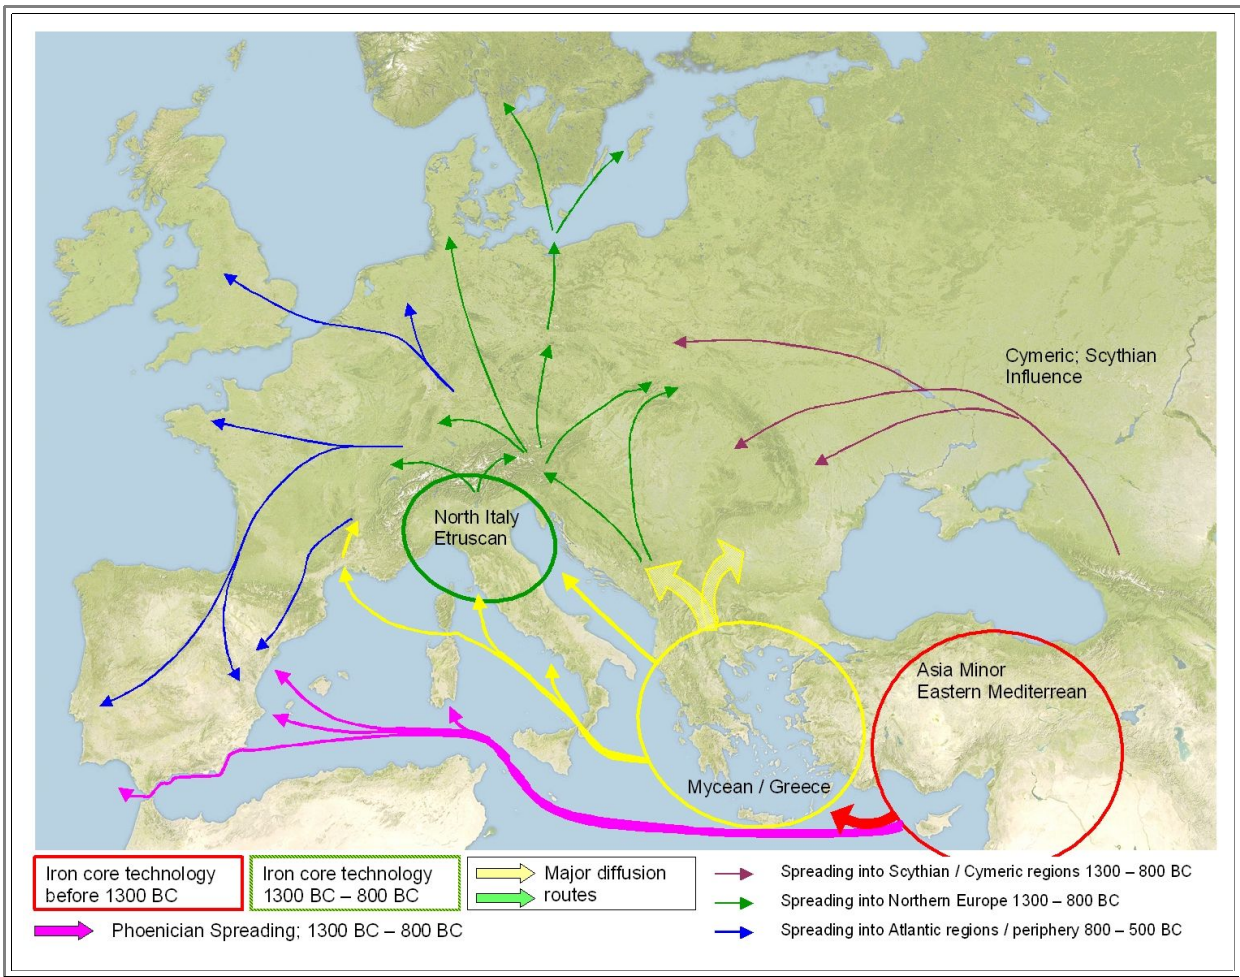 Cymeric; Scythian
Influence
North Italy
Etruscan
Asia Minor
Eastern Mediterrean
Mycean / Greece
Iron core technology
before 1300 BC
Iron core technology
1300 BC – 800 BC
Major diffusion
routes
Phoenician Spreading; 1300 BC – 800 BC
Spreading into Scythian / Cymeric regions 1300 – 800 BC
Spreading into Northern Europe 1300 – 800 BC
Spreading into Atlantic regions / periphery 800 – 500 BC